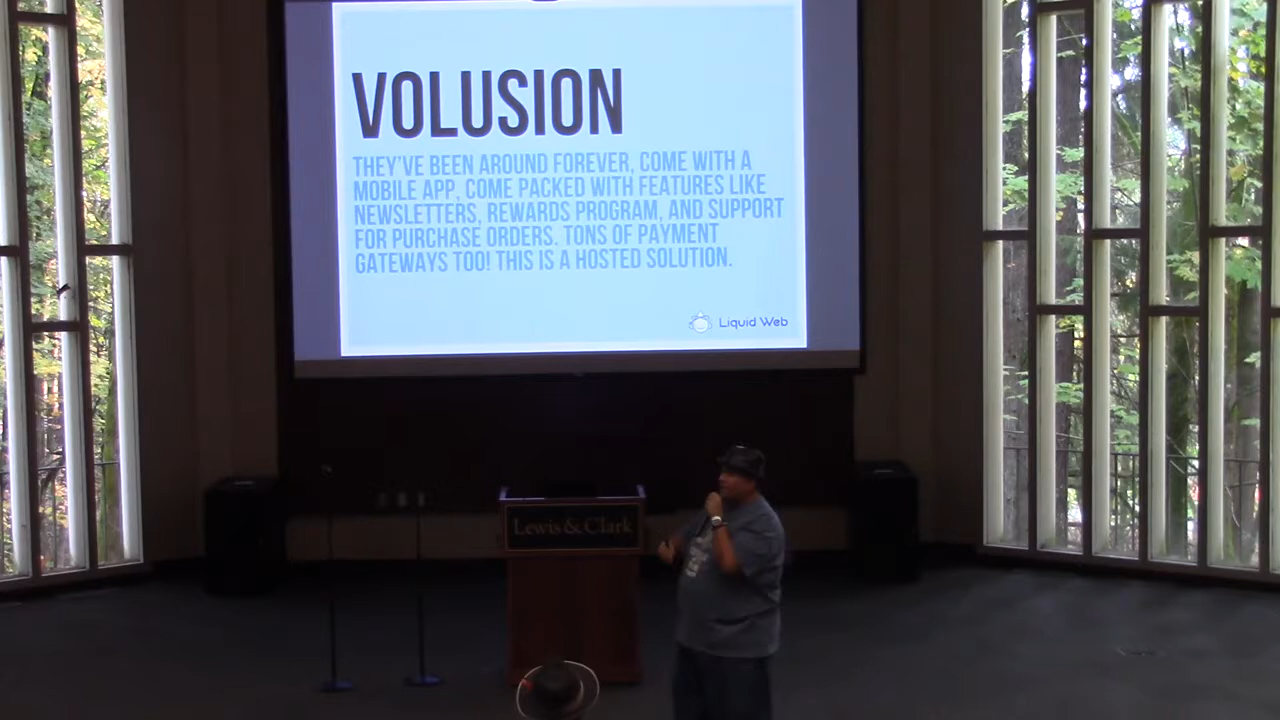 VOLUSION
THEY'VE BEEN AROUND FOREVER, COME WITH A
MOBILE APP, COME PACKED WITH FEATURES LIKE
NEWSLETTERS, REWARDS PROGRAM, AND SUPPORT
FOR PURCHASE ORDERS. TONS OF PAYMENT
GATEWAYS TOO! THIS IS A HOSTED SOLUTION.
Liquid Web
Lewis & Clark